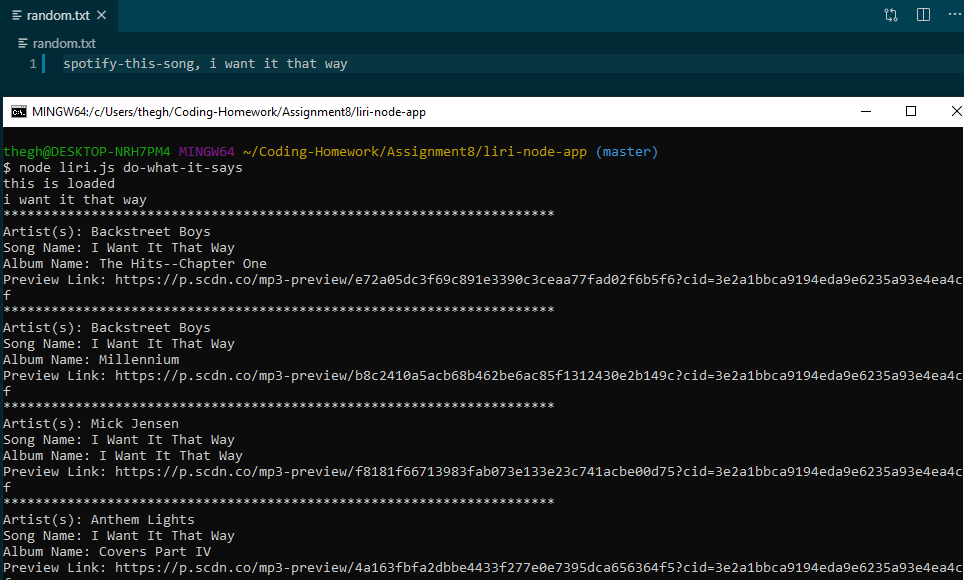 random.txt
random.txt
1 spotify-this-song, i want it that way
MINGW64:/c/Users/thegh/Coding-Homework/Assignment8/liri-node-app
thegh@DESKTOP-NRH7PM4 MINGW64 ~/Coding-Homework/Assignment8/liri-node-app (master)
$ node liri.js do-what-it-says
this is loaded
i want it that way
*********************************************************************
Artist(s): Backstreet Boys
Song Name: I Want It That Way
Album Name: The Hits--Chapter One
Preview Link: https://p.scdn.co/mp3-preview/e72a05dc3f69c891e3390c3ceaa77fad02f6b5f6?cid=3e2a1bbca9194eda9e6235a93e4ea4c
f
*********************************************************************
Artist(s): Backstreet Boys
Song Name: I Want It That Way
Album Name: Millennium
Preview Link: https://p.scdn.co/mp3-preview/b8c2410a5acb68b462be6ac85f1312430e2b149c?cid=3e2a1bbca9194eda9e6235a93e4ea4c
f
*********************************************************************
Artist(s): Mick Jensen
Song Name: I Want It That Way
Album Name: I Want It That Way
Preview Link: https://p.scdn.co/mp3-preview/f8181f66713983fab073e133e23c741acbe00d75?cid=3e2a1bbca9194eda9e6235a93e4ea4c
f
*********************************************************************
Artist(s): Anthem Lights
Song Name: I Want It That Way
Album Name: Covers Part IV
Preview Link: https://p.scdn.co/mp3-preview/4a163fbfa2dbbe4433f277e0e7395dca656364f5?cid=3e2a1bbca9194eda9e6235a93e4ea4c